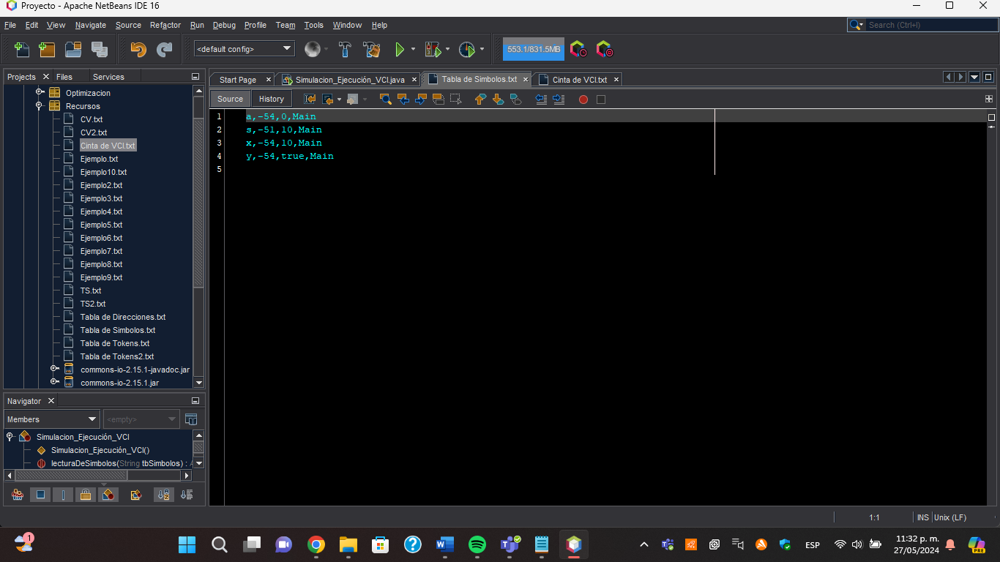 Proyecto - Apache NetBeans IDE 16
File Edit View Navigate Source Refactor Run Debug Profile Team Tools Window Help
Search (Ctrl+I)
<default config>
553.1/831.5MB
Projects Files Services
Optimizacion
Recursos
CV.txt
CV2.txt
Cinta de VCI.txt
Ejemplo.txt
Ejemplo10.txt
Ejemplo2.txt
Ejemplo3.txt
Ejemplo4.txt
Ejemplo5.txt
Ejemplo6.txt
Ejemplo7.txt
Ejemplo8.txt
Ejemplo9.txt
TS.txt
TS2.txt
Tabla de Direcciones.txt
Tabla de Simbolos.txt
Tabla de Tokens.txt
Tabla de Tokens2.txt
commons-io-2.15.1-javadoc.jar
commons-io-2.15.1.jar
Navigator
Members
<empty>
Simulacion_Ejecución_VCI
Simulacion_Ejecución_VCI()
lecturaDeSimbolos(String tbSimbolos) :
Start Page Simulacion_Ejecución_VCI.java Tabla de Simbolos.txt Cinta de VCI.txt
Source History
1 a,-54,0,Main
2 s,-51,10,Main
3 x,-54,10,Main
4 y,-54,true,Main
5
1:1 INS Unix (LF)
1
ESP
11:32 p. m.
27/05/2024
PRE